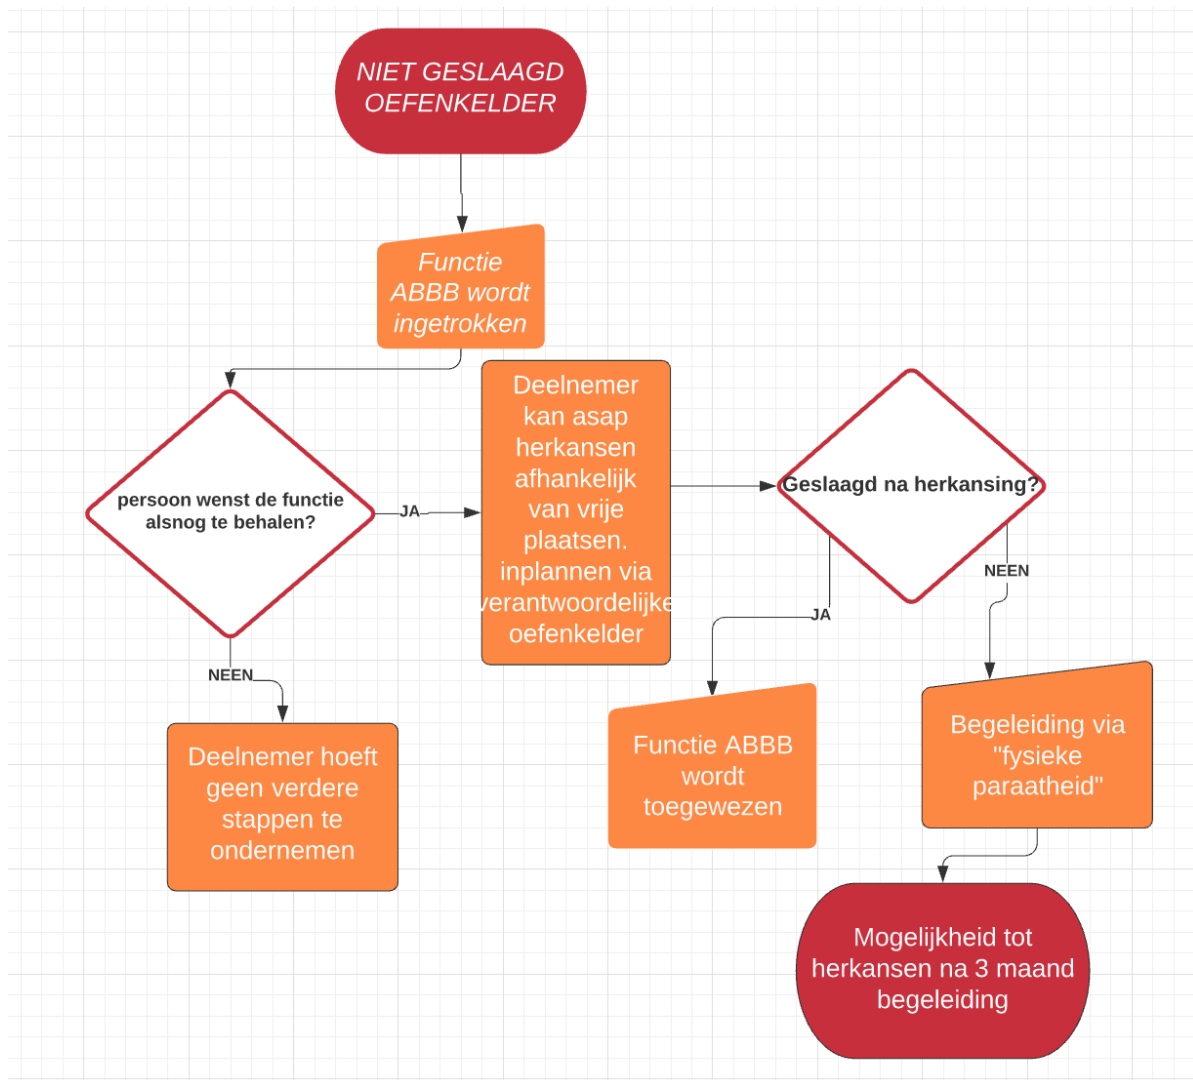 NIET GESLAAGD
OEFENKELDER
Functie
ABBB wordt
ingetrokken
persoon wenst de functie
alsnog te behalen?
JA
NEEN
Deelnemer hoeft
geen verdere
stappen te
ondernemen
Deelnemer
kan asap
herkansen
afhankelijk
van vrije
plaatsen.
inplannen via
verantwoordelijke
oefenkelder
Geslaagd na herkansing?
JA
NEEN
Functie ABBB
wordt
toegewezen
Begeleiding via
"fysieke
paraatheid"
Mogelijkheid tot
herkansen na 3 maand
begeleiding